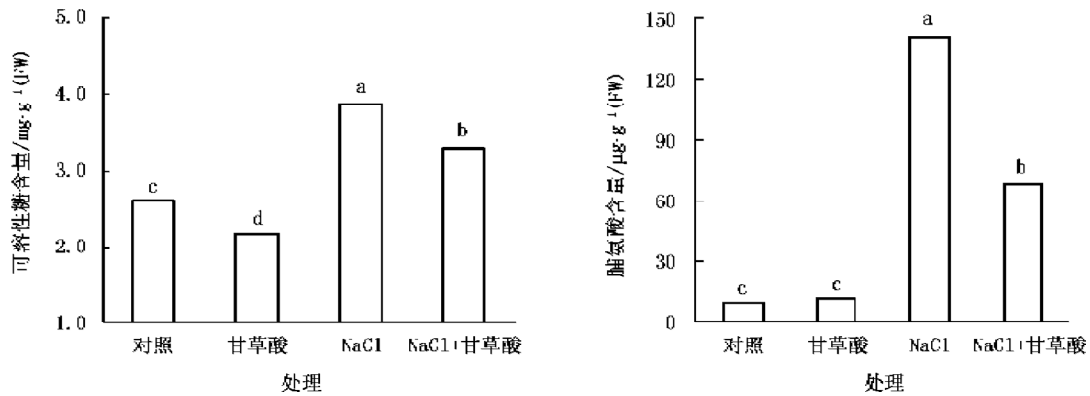 可溶性糖含量/mg·g⁻¹(FW)
5.0
4.0
3.0
2.0
1.0
c
d
a
b
对照
甘草酸
NaCl
NaCl+甘草酸
处理
脯氨酸含量/μg·g⁻¹(FW)
150
120
90
60
30
0
c
c
a
b
对照
甘草酸
NaCl
NaCl+甘草酸
处理